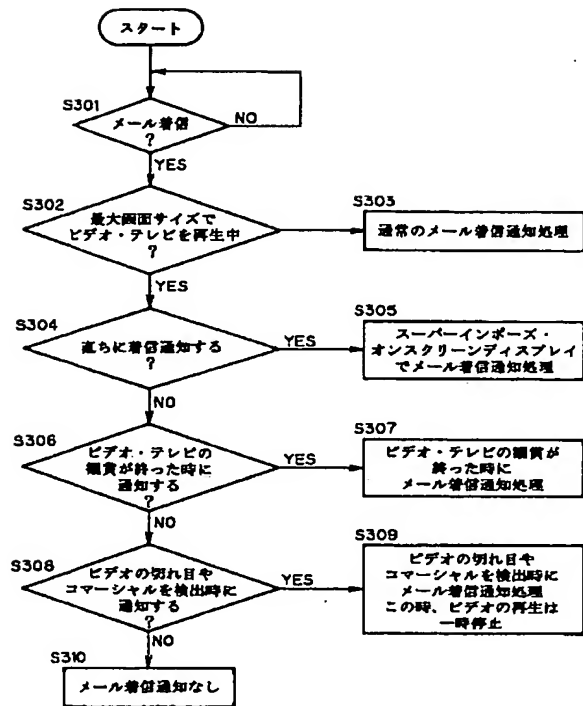 スタート
S301
メール着信
?
NO
YES
S302
最大画面サイズで
ビデオ・テレビを再生中
?
S303
通常のメール着信通知処理
YES
S304
直ちに着信通知する
?
YES
S305
スーパーインポーズ・
オンスクリーンディスプレイ
でメール着信通知処理
NO
S306
ビデオ・テレビの
観賞が終った時に
通知する
?
YES
S307
ビデオ・テレビの観賞が
終った時に
メール着信通知処理
NO
S308
ビデオの切れ目や
コマーシャルを検出時に
通知する
?
YES
S309
ビデオの切れ目や
コマーシャルを検出時に
メール着信通知処理
この時、ビデオの再生は
一時停止
NO
S310
メール着信通知なし